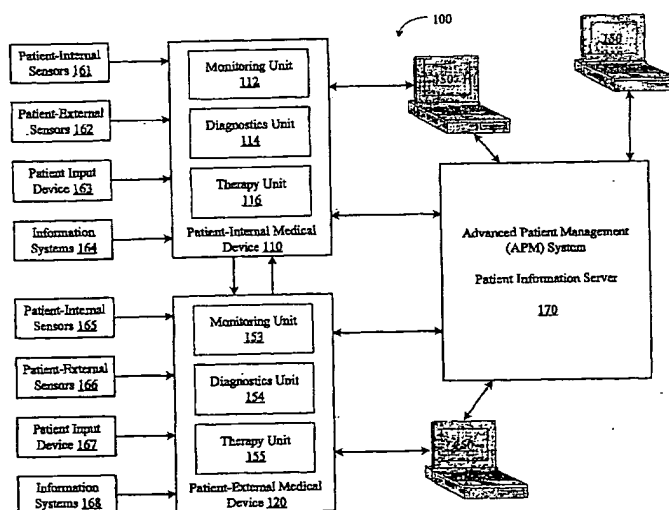 100
Patient-Internal
Sensors 161
Patient-External
Sensors 162
Patient Input
Device 163
Information
Systems 164
Monitoring Unit
112
Diagnostics Unit
114
Therapy Unit
116
Patient-Internal Medical
Device 110
Advanced Patient Management
(APM) System
Patient Information Server
170
Patient-Internal
Sensors 165
Patient-External
Sensors 166
Patient Input
Device 167
Information
Systems 168
Monitoring Unit
153
Diagnostics Unit
154
Therapy Unit
155
Patient-External Medical
Device 120